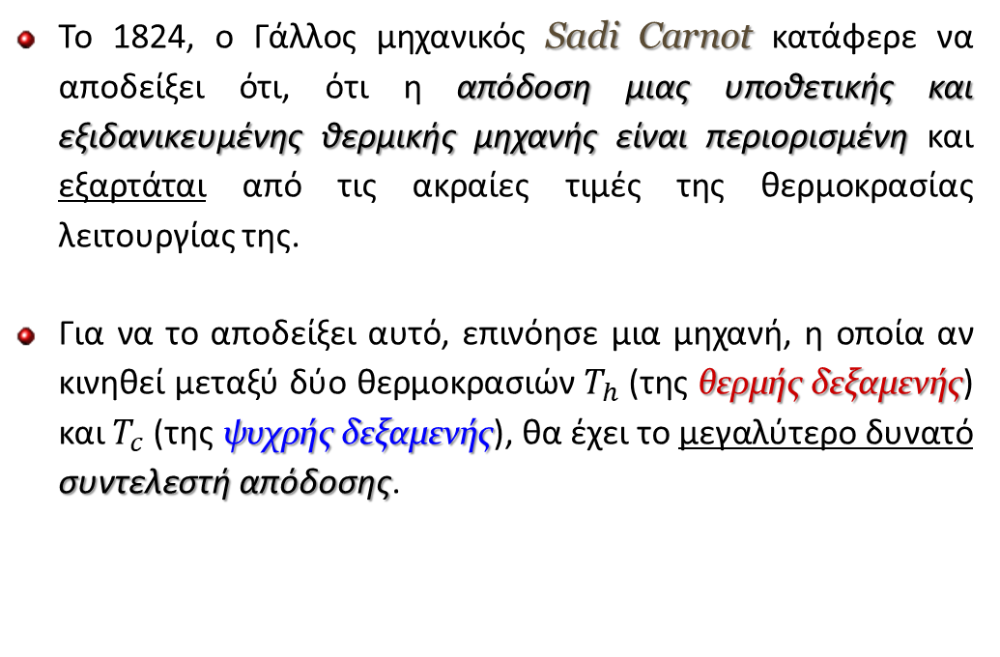 Το 1824, ο Γάλλος μηχανικός Sadi Carnot κατάφερε να
αποδείξει ότι, ότι η απόδοση μιας υποθετικής και
εξιδανικευμένης θερμικής μηχανής είναι περιορισμένη και
εξαρτάται από τις ακραίες τιμές της θερμοκρασίας
λειτουργίας της.
Για να το αποδείξει αυτό, επινόησε μια μηχανή, η οποία αν
κινηθεί μεταξύ δύο θερμοκρασιών T_h (της θερμής δεξαμενής)
και T_c (της ψυχρής δεξαμενής), θα έχει το μεγαλύτερο δυνατό
συντελεστή απόδοσης.